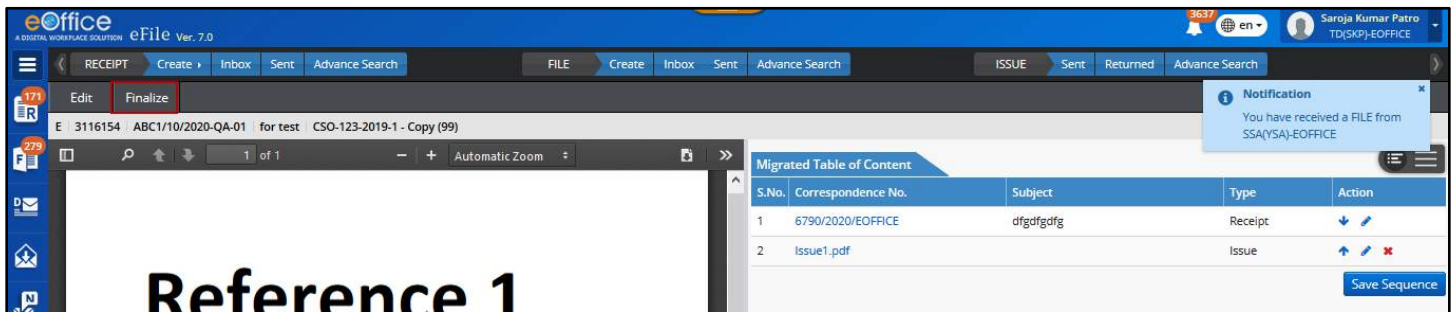 eOffice
A DIGITAL WORKPLACE SOLUTION eFile Ver. 7.0
3637 en Saroja Kumar Patro
TD(SKP)-EOFFICE
RECEIPT Create Inbox Sent Advance Search FILE Create Inbox Sent Advance Search ISSUE Sent Returned Advance Search
171 R Edit Finalize
Notification ×
You have received a FILE from
SSA(YSA)-EOFFICE
E 3116154 ABC1/10/2020-QA-01 for test CSO-123-2019-1 - Copy (99)
279 F 1 of 1 − + Automatic Zoom
Migrated Table of Content
S.No. Correspondence No. Subject Type Action
1 6790/2020/EOFFICE dfgdfgdfg Receipt
2 Issue1.pdf Issue
Save Sequence
D
N
Reference 1